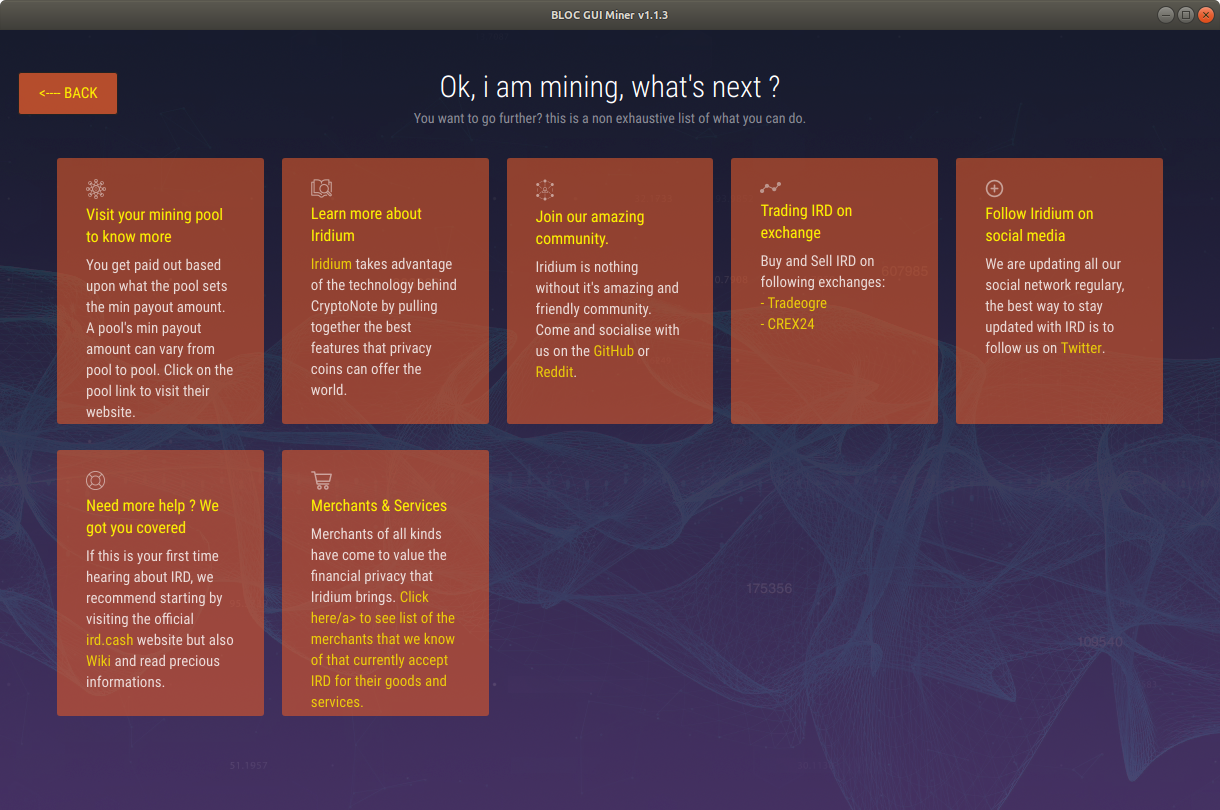 BLOC GUI Miner v1.1.3
<---- BACK
Ok, i am mining, what's next ?
You want to go further? this is a non exhaustive list of what you can do.
Visit your mining pool
to know more
You get paid out based
upon what the pool sets
the min payout amount.
A pool's min payout
amount can vary from
pool to pool. Click on the
pool link to visit their
website.
Learn more about
Iridium
Iridium takes advantage
of the technology behind
CryptoNote by pulling
together the best
features that privacy
coins can offer the
world.
Join our amazing
community.
Iridium is nothing
without it's amazing and
friendly community.
Come and socialise with
us on the GitHub or
Reddit.
Trading IRD on
exchange
Buy and Sell IRD on
following exchanges:
- Tradeogre
- CREX24
607985
Follow Iridium on
social media
We are updating all our
social network regulary,
the best way to stay
updated with IRD is to
follow us on Twitter.
Need more help ? We
got you covered
If this is your first time
hearing about IRD, we
recommend starting by
visiting the official
ird.cash website but also
Wiki and read precious
informations.
Merchants & Services
Merchants of all kinds
have come to value the
financial privacy that
Iridium brings. Click
here/a> to see list of the
merchants that we know
of that currently accept
IRD for their goods and
services.
175356
109540
51.1957